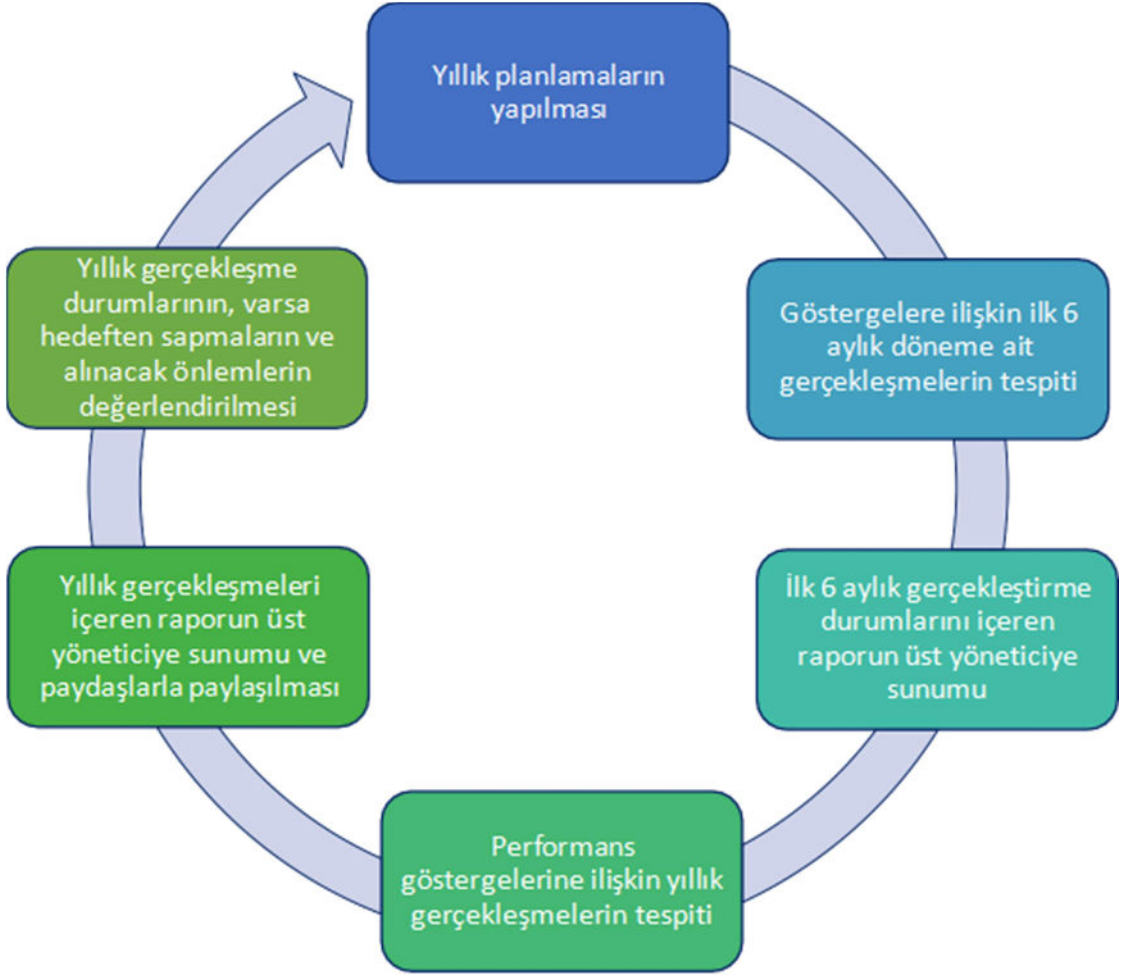 Yıllık planlamaların
yapılması
Göstergelere ilişkin ilk 6
aylık döneme ait
gerçekleşmelerin tespiti
İlk 6 aylık gerçekleştirme
durumlarını içeren
raporun üst yöneticiye
sunumu
Performans
göstergelerine ilişkin yıllık
gerçekleşmelerin tespiti
Yıllık gerçekleşmeleri
içeren raporun üst
yöneticiye sunumu ve
paydaşlarla paylaşılması
Yıllık gerçekleşme
durumlarının, varsa
hedeften sapmaların ve
alınacak önlemlerin
değerlendirilmesi